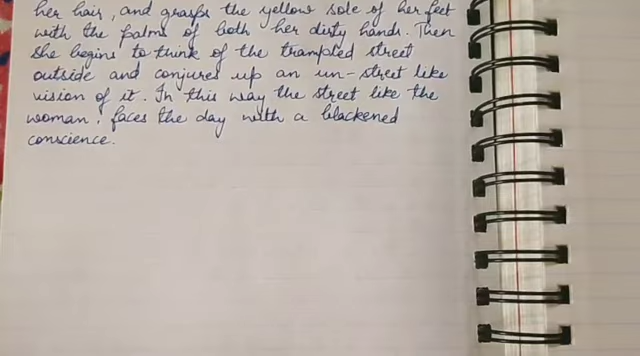 her hair, and grasps the yellow sole of her feet
with the palms of both her dirty hands. Then
she begins to think of the trampled street
outside and conjures up an un-street like
vision of it. In this way the street like the
woman, faces the day with a blackened
conscience.